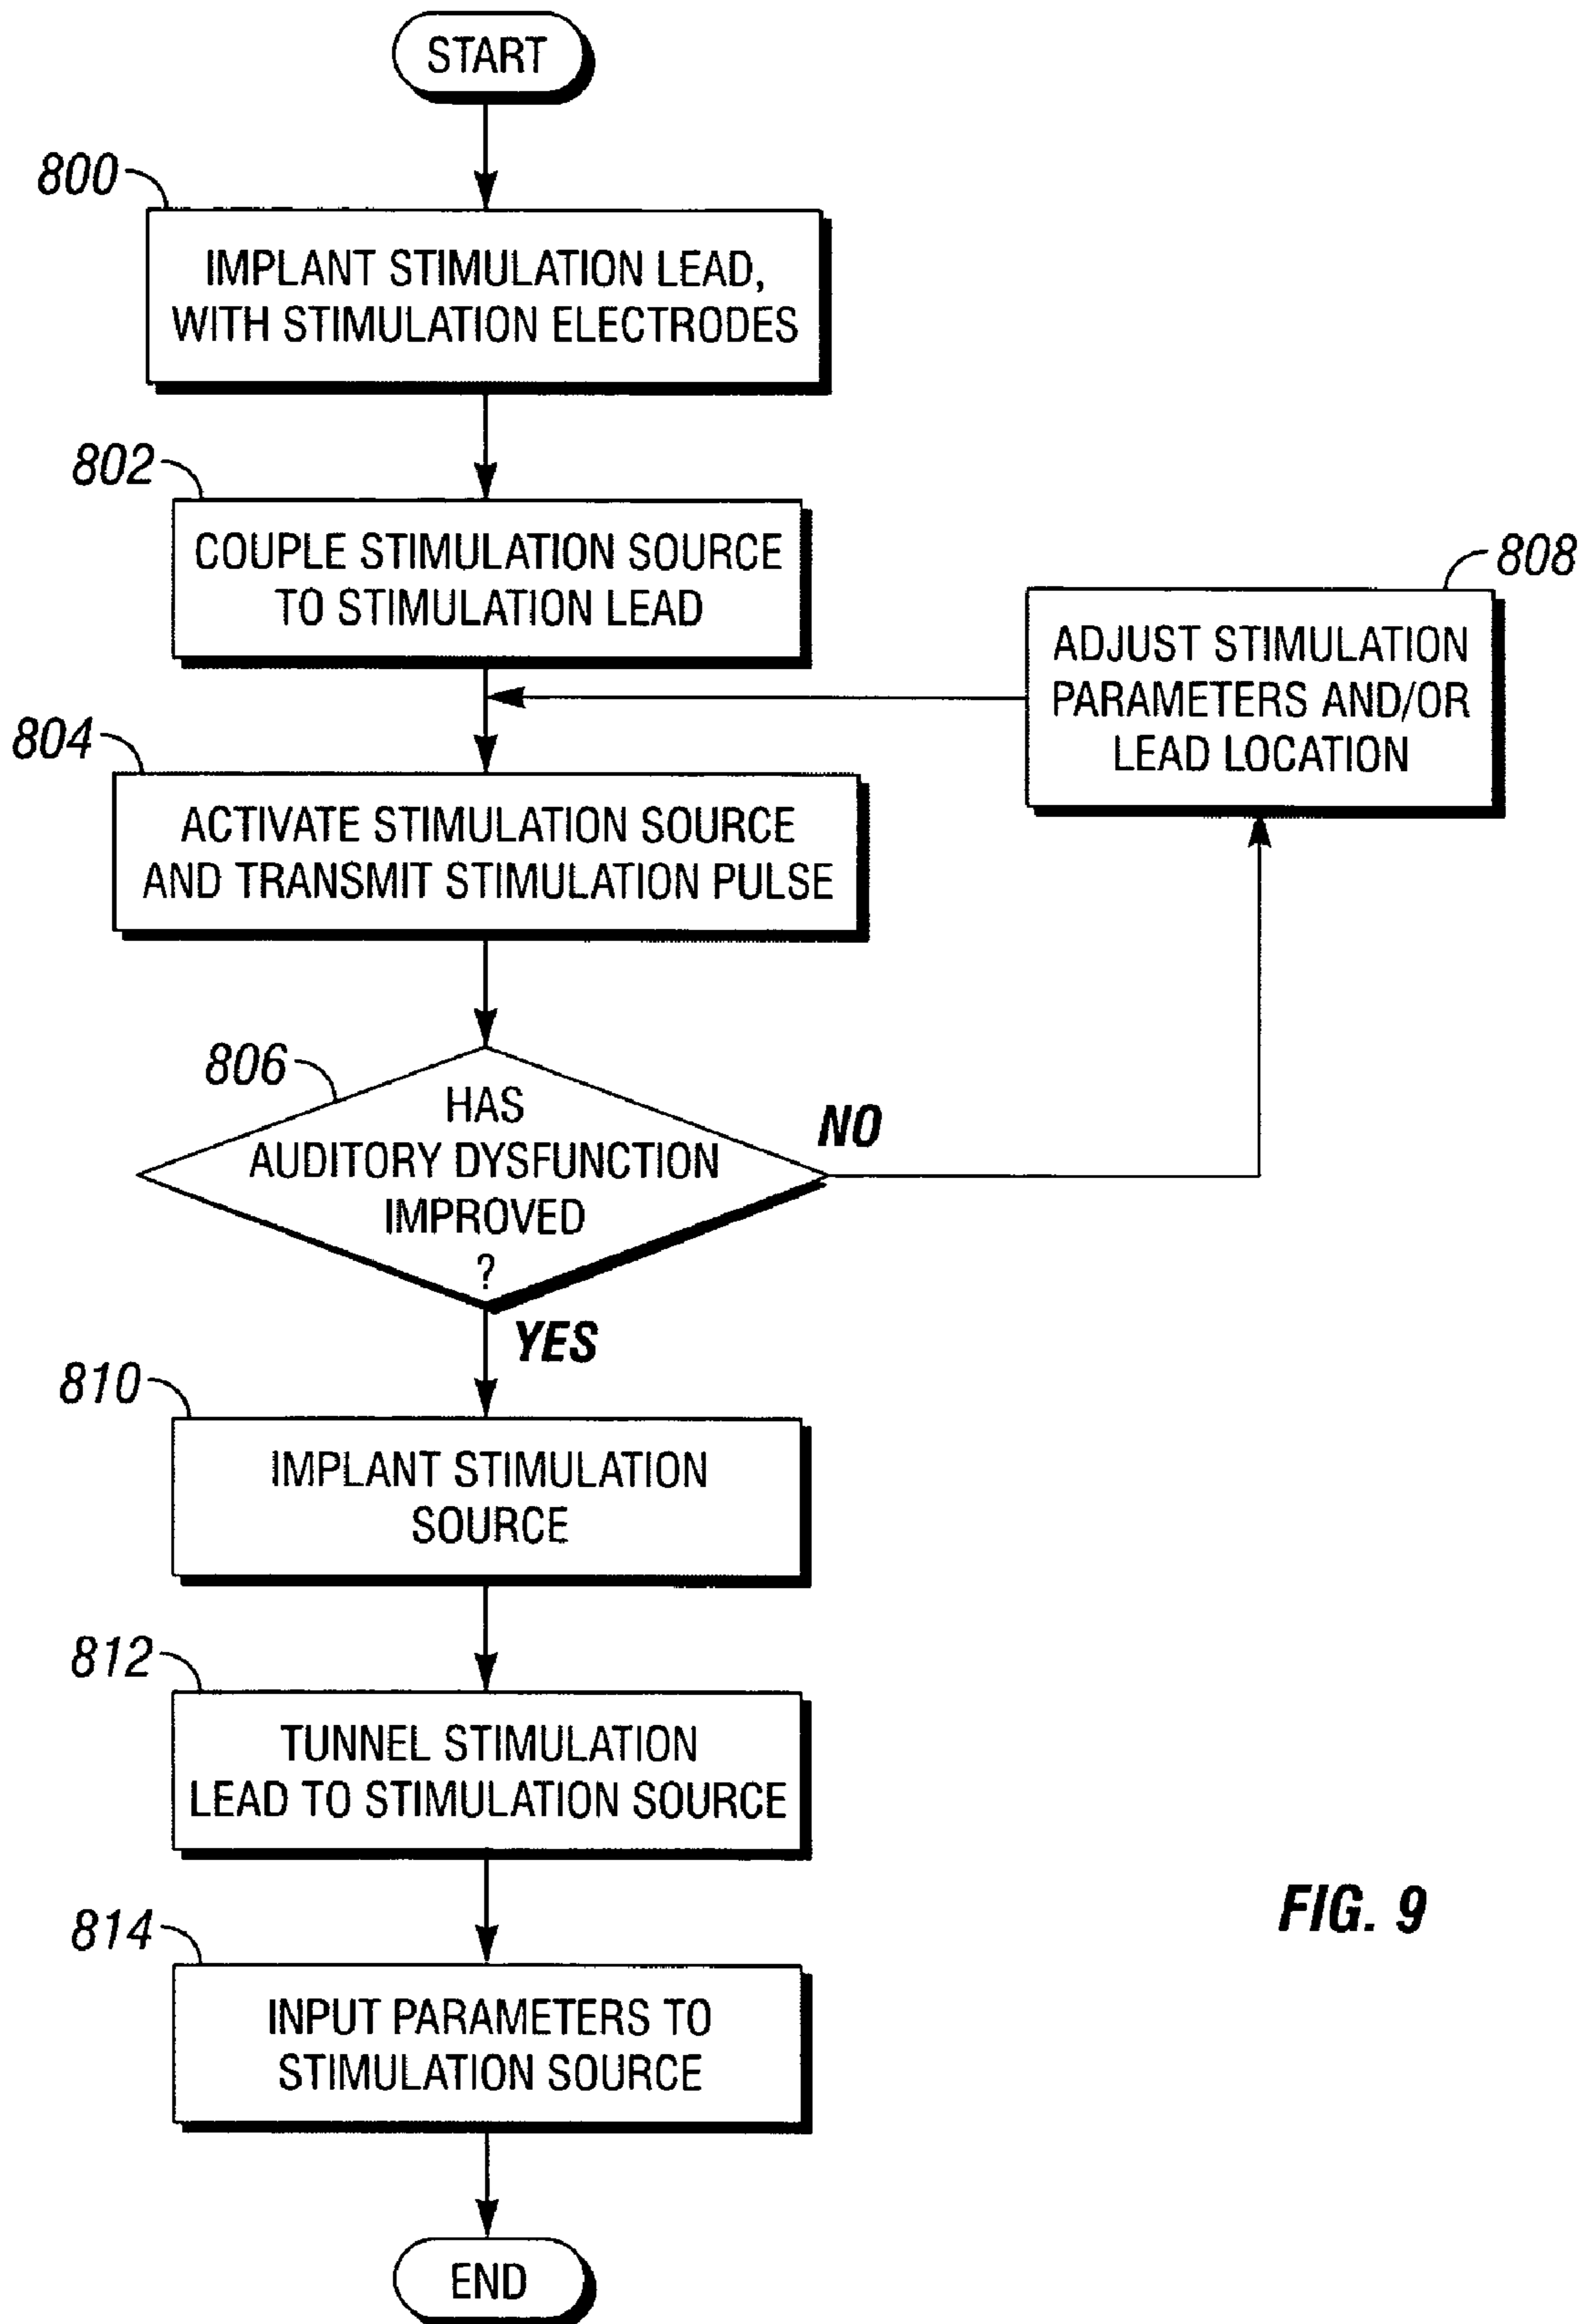 START
800
IMPLANT STIMULATION LEAD,
WITH STIMULATION ELECTRODES
802
COUPLE STIMULATION SOURCE
TO STIMULATION LEAD
808
ADJUST STIMULATION
PARAMETERS AND/OR
LEAD LOCATION
804
ACTIVATE STIMULATION SOURCE
AND TRANSMIT STIMULATION PULSE
806
HAS
AUDITORY DYSFUNCTION
IMPROVED
?
NO
YES
810
IMPLANT STIMULATION
SOURCE
812
TUNNEL STIMULATION
LEAD TO STIMULATION SOURCE
814
INPUT PARAMETERS TO
STIMULATION SOURCE
END
FIG. 9